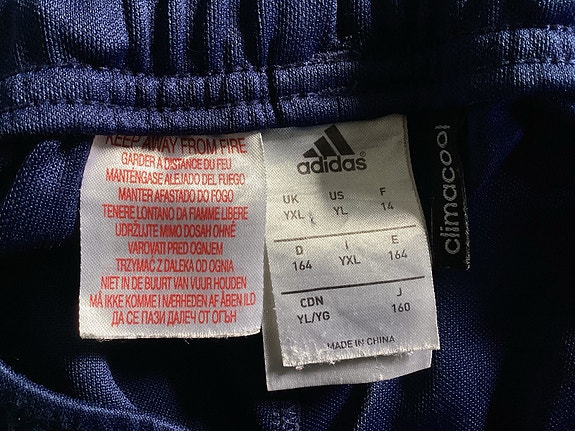 KEEP AWAY FROM FIRE
GARDER A DISTANCE DU FEU
MANTÉNGASE ALEJADO DEL FUEGO
MANTER AFASTADO DO FOGO
TENERE LONTANO DA FIAMME LIBERE
UDRŽUJTE MIMO DOSAH OHNĚ
VAROVATI PRED OGNJEM
TRZYMAĆ Z DALEKA OD OGNIA
NIET IN DE BUURT VAN VUUR HOUDEN
MÅ IKKE KOMME I NÆRHEDEN AF ÅBEN ILD
ДА СЕ ПАЗИ ДАЛЕЧ ОТ ОГЪН
adidas
UK US F
YXL YL 14
D I E
164 YXL 164
CDN J
YL/YG 160
MADE IN CHINA
climacool